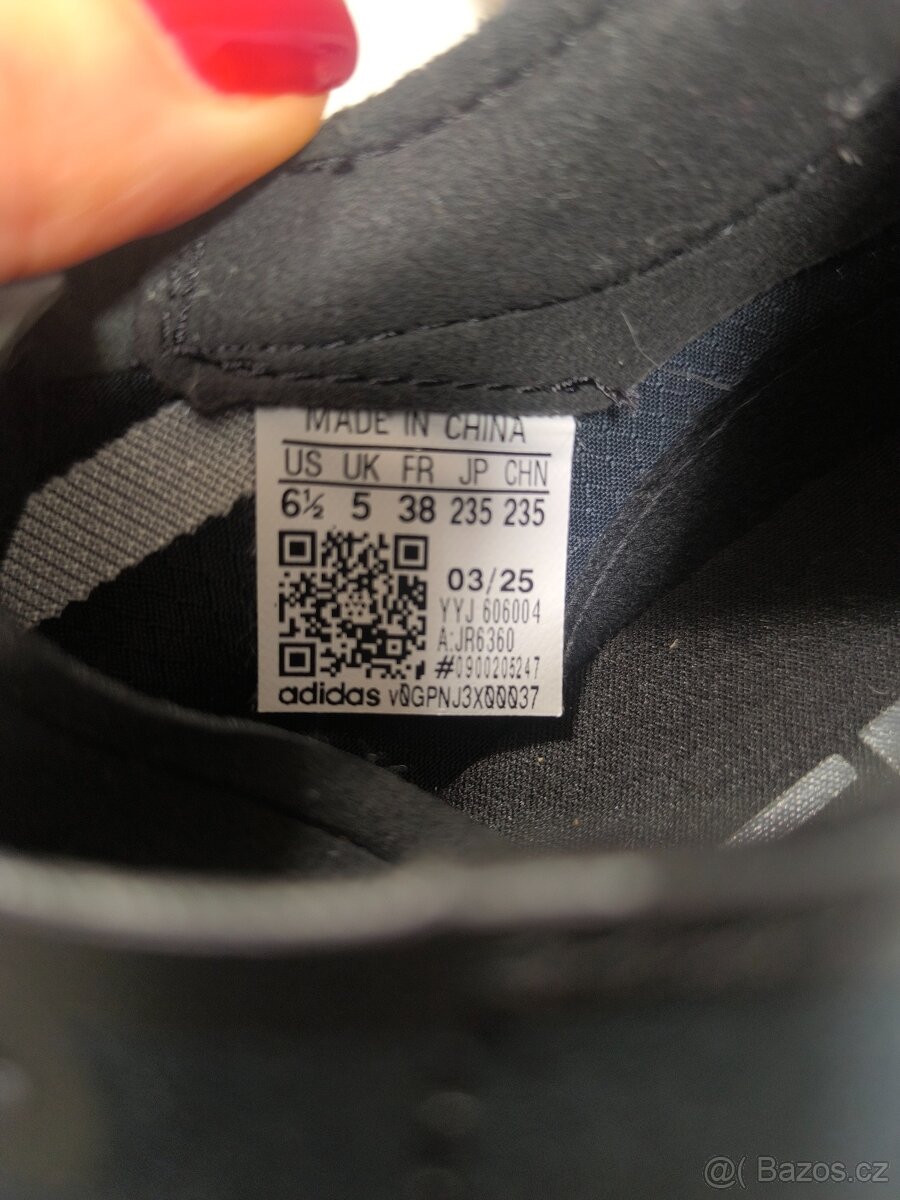 MADE IN CHINA
US UK FR JP CHN
6½ 5 38 235 235
03/25
YYJ 606004
A:JR6360
#0900205247
adidas v0GPNJ3X00037
@( Bazos.cz